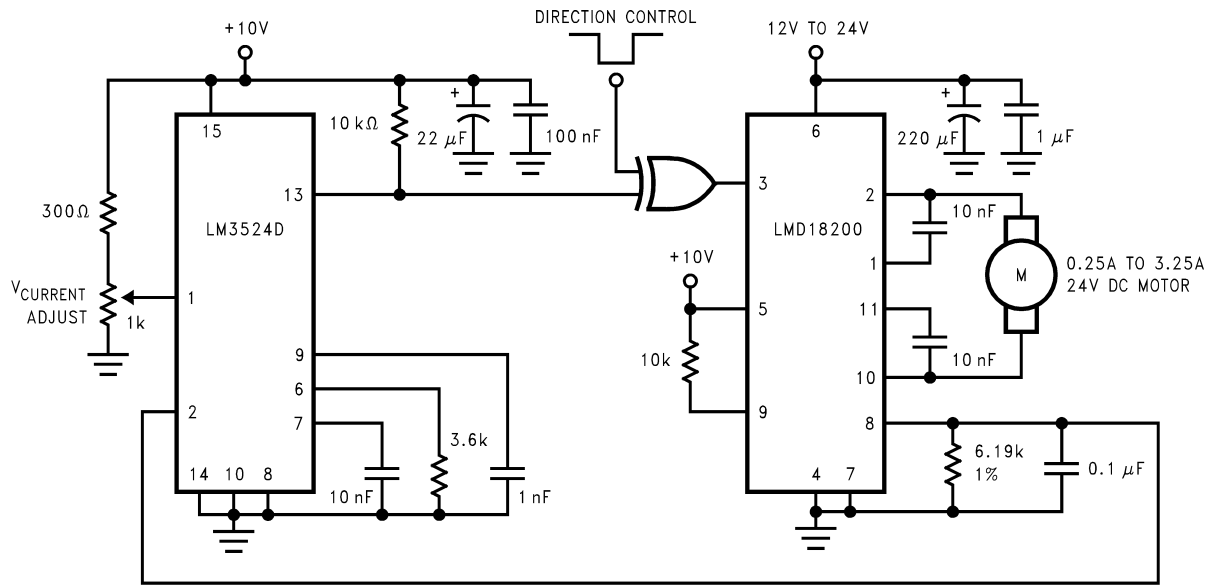 DIRECTION CONTROL
+10V
12V TO 24V
15
10 kΩ
+
22 μF
100 nF
6
+
220 μF
1 μF
300Ω
13
LM3524D
3
2
10 nF
LMD18200
+10V
1
VCURRENT
ADJUST
1k
1
5
11
M
0.25A TO 3.25A
24V DC MOTOR
9
6
7
10k
10 nF
10
2
3.6k
9
8
6.19k
1%
0.1 μF
14
10
8
10 nF
1 nF
4
7